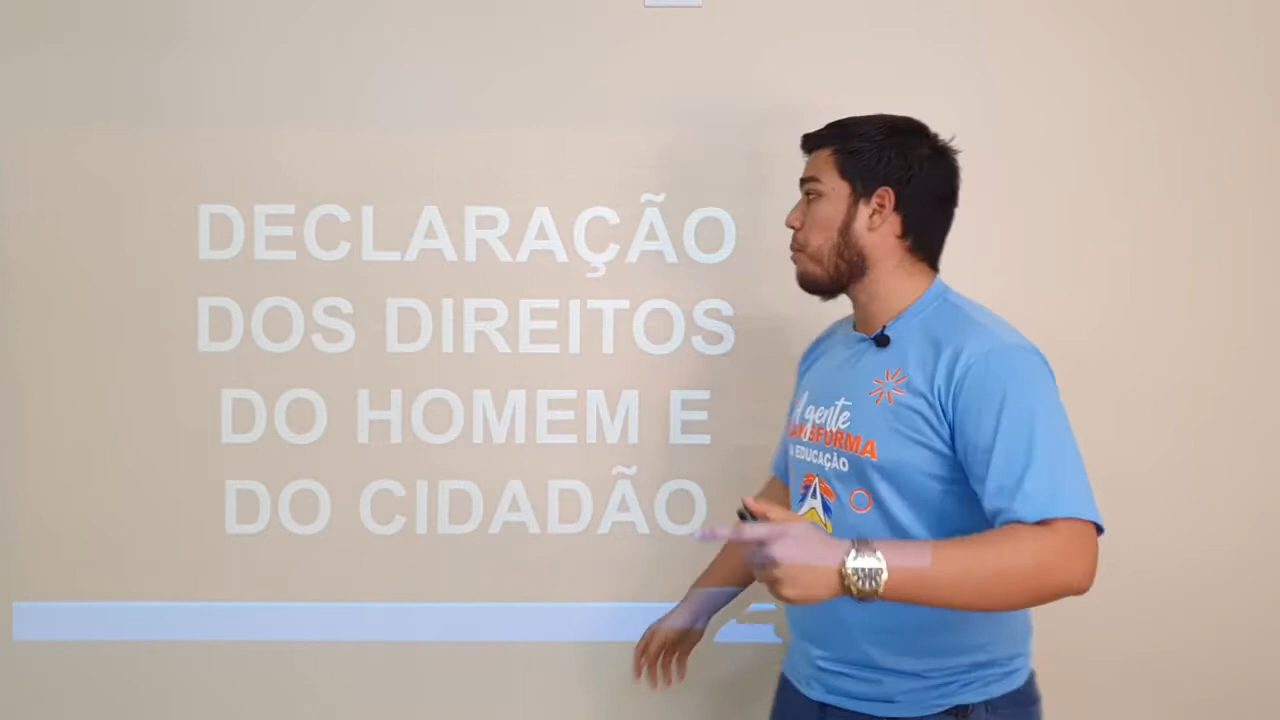 DECLARAÇÃO
DOS DIREITOS
DO HOMEM E
DO CIDADÃO
A gente
TRANSFORMA
A EDUCAÇÃO